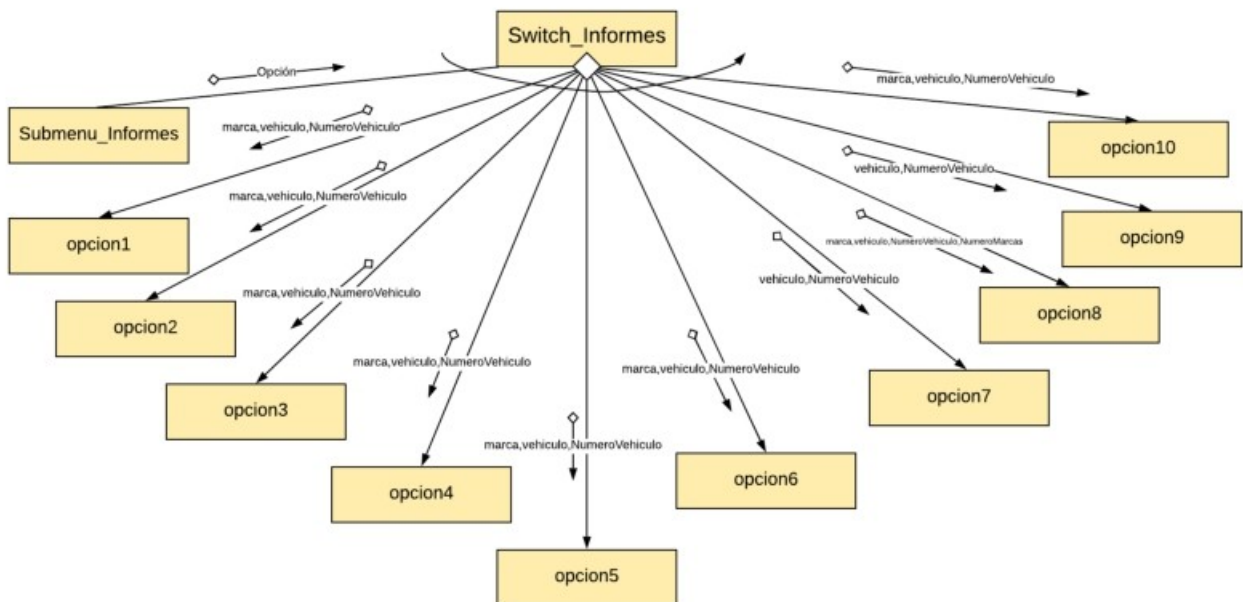 Switch_Informes
Opción
Submenu_Informes
marca,vehiculo,NumeroVehiculo
opcion1
marca,vehiculo,NumeroVehiculo
opcion2
marca,vehiculo,NumeroVehiculo
opcion3
marca,vehiculo,NumeroVehiculo
opcion4
marca,vehiculo,NumeroVehiculo
opcion5
marca,vehiculo,NumeroVehiculo
opcion6
vehiculo,NumeroVehiculo
opcion7
marca,vehiculo,NumeroVehiculo,NumeroMarcas
opcion8
vehiculo,NumeroVehiculo
opcion9
marca,vehiculo,NumeroVehiculo
opcion10